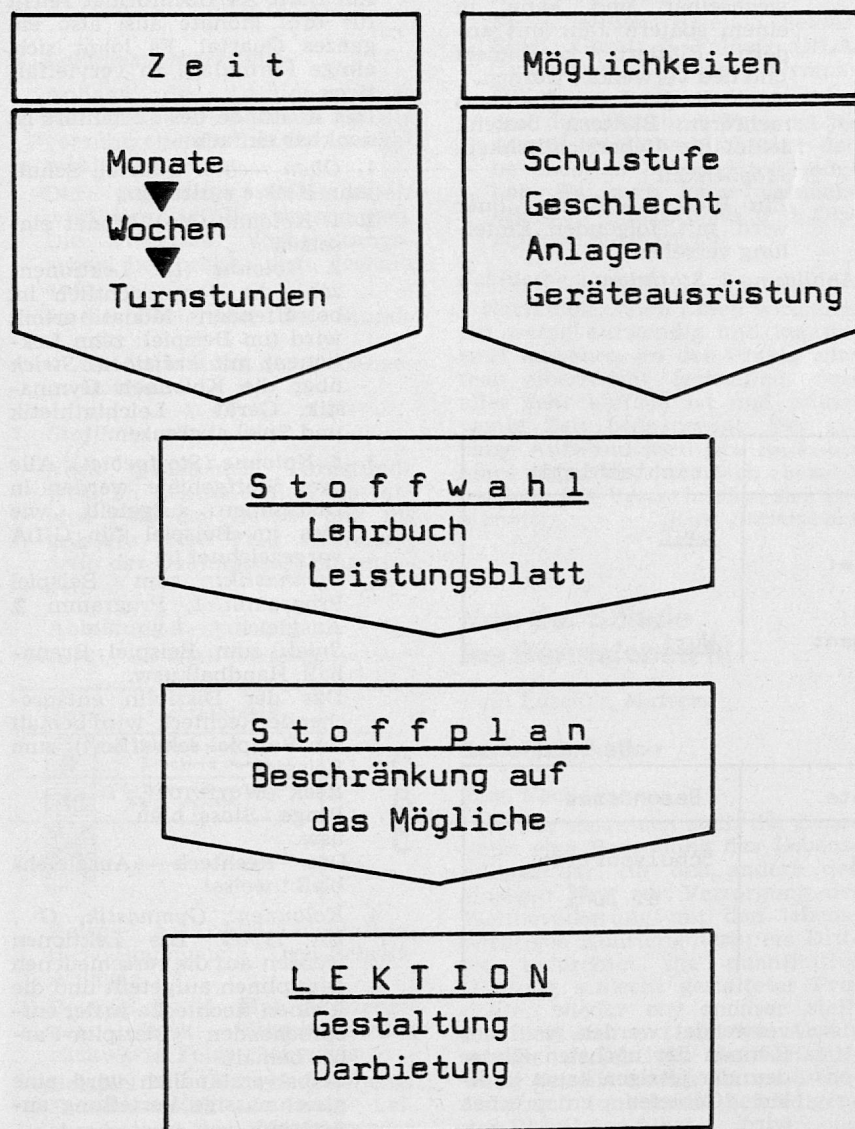 Zeit
Möglichkeiten
Monate
Wochen
Turnstunden
Schulstufe
Geschlecht
Anlagen
Geräteausrüstung
Stoffwahl
Lehrbuch
Leistungsblatt
Stoffplan
Beschränkung auf
das Mögliche
LEKTION
Gestaltung
Darbietung